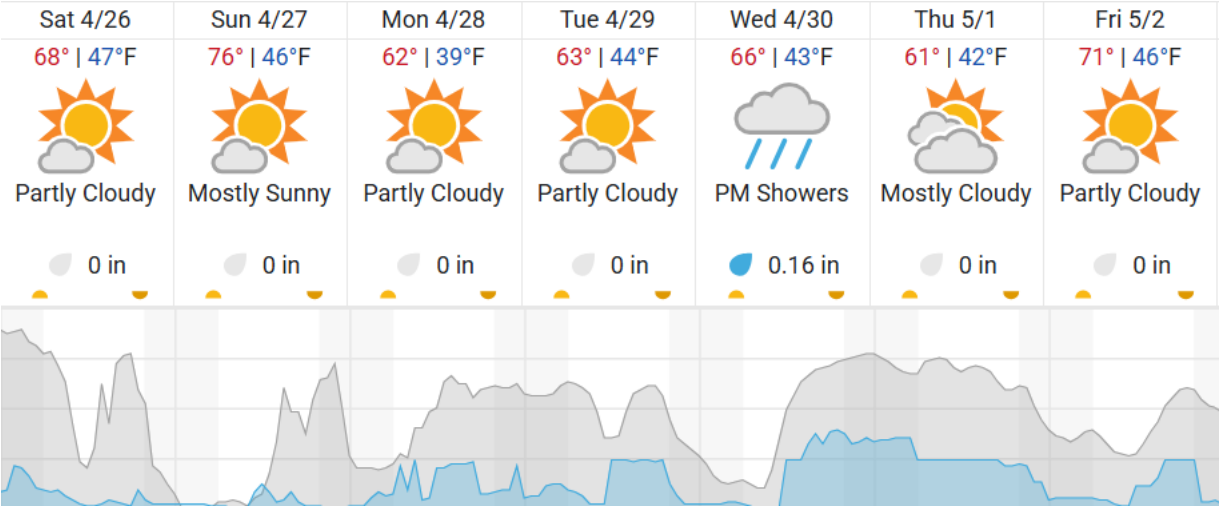 Sat 4/26 Sun 4/27 Mon 4/28 Tue 4/29 Wed 4/30 Thu 5/1 Fri 5/2
68° | 47°F 76° | 46°F 62° | 39°F 63° | 44°F 66° | 43°F 61° | 42°F 71° | 46°F
Partly Cloudy Mostly Sunny Partly Cloudy Partly Cloudy PM Showers Mostly Cloudy Partly Cloudy
0 in 0 in 0 in 0 in 0.16 in 0 in 0 in